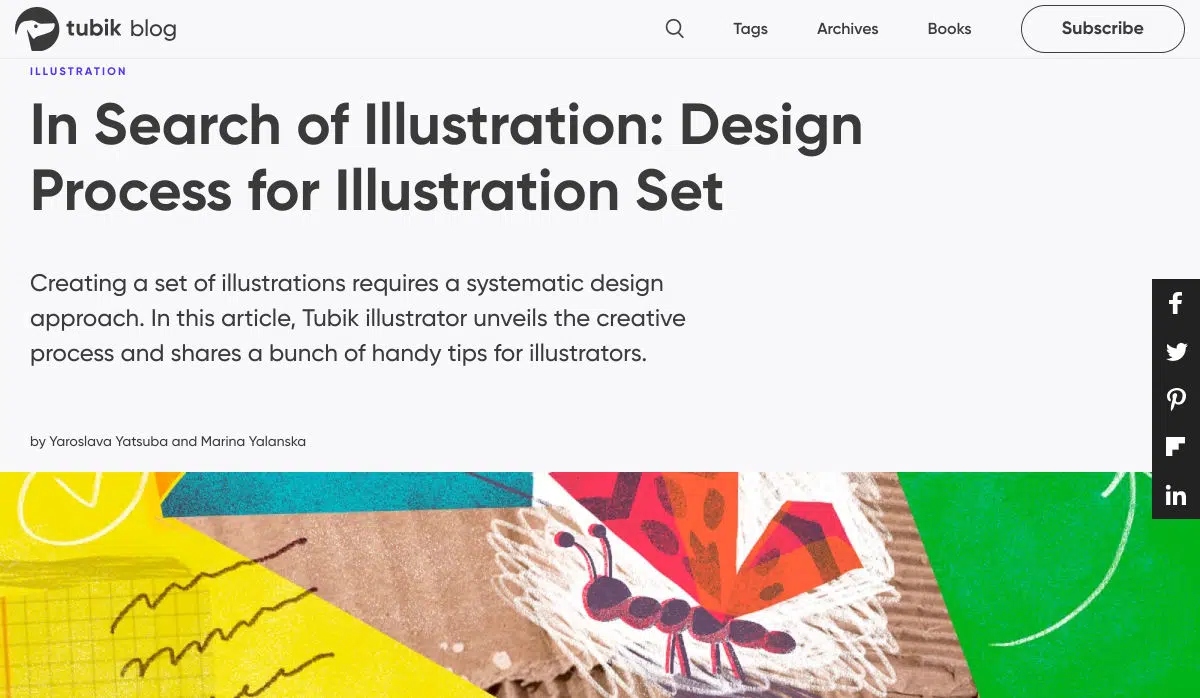 tubik blog
Tags
Archives
Books
Subscribe
ILLUSTRATION
In Search of Illustration: Design
Process for Illustration Set
Creating a set of illustrations requires a systematic design
approach. In this article, Tubik illustrator unveils the creative
process and shares a bunch of handy tips for illustrators.
by Yaroslava Yatsuba and Marina Yalanska